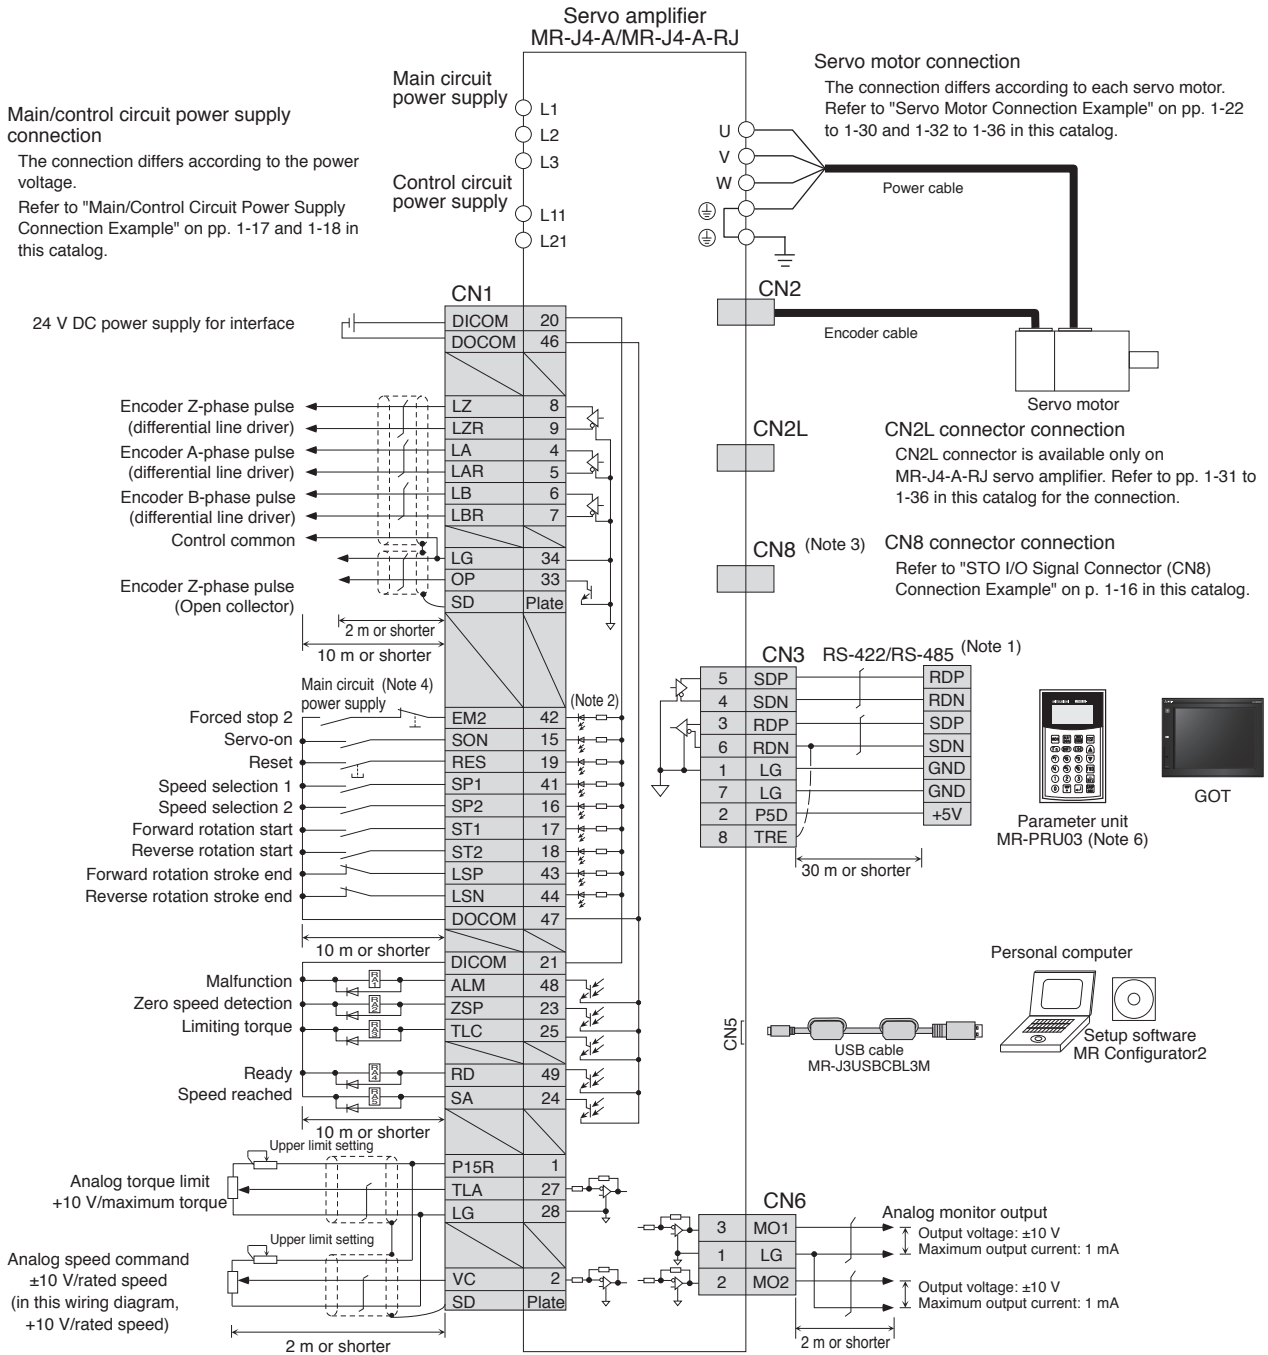 Servo amplifier
MR-J4-A/MR-J4-A-RJ
Main circuit
power supply
L1
L2
L3
Control circuit
power supply
L11
L21
Main/control circuit power supply
connection
The connection differs according to the power
voltage.
Refer to "Main/Control Circuit Power Supply
Connection Example" on pp. 1-17 and 1-18 in
this catalog.
Servo motor connection
The connection differs according to each servo motor.
Refer to "Servo Motor Connection Example" on pp. 1-22
to 1-30 and 1-32 to 1-36 in this catalog.
U
V
W
Power cable
CN2
Encoder cable
Servo motor
CN2L
CN2L connector connection
CN2L connector is available only on
MR-J4-A-RJ servo amplifier. Refer to pp. 1-31 to
1-36 in this catalog for the connection.
CN8 (Note 3)
CN8 connector connection
Refer to "STO I/O Signal Connector (CN8)
Connection Example" on p. 1-16 in this catalog.
CN1
24 V DC power supply for interface
DICOM 20
DOCOM 46
Encoder Z-phase pulse
(differential line driver)
LZ 8
LZR 9
Encoder A-phase pulse
(differential line driver)
LA 4
LAR 5
Encoder B-phase pulse
(differential line driver)
LB 6
LBR 7
Control common
LG 34
Encoder Z-phase pulse
(Open collector)
OP 33
SD Plate
2 m or shorter
10 m or shorter
Main circuit (Note 4)
power supply
(Note 2)
Forced stop 2 EM2 42
Servo-on SON 15
Reset RES 19
Speed selection 1 SP1 41
Speed selection 2 SP2 16
Forward rotation start ST1 17
Reverse rotation start ST2 18
Forward rotation stroke end LSP 43
Reverse rotation stroke end LSN 44
DOCOM 47
10 m or shorter
DICOM 21
Malfunction RA1 ALM 48
Zero speed detection RA2 ZSP 23
Limiting torque RA3 TLC 25
Ready RA4 RD 49
Speed reached RA5 SA 24
10 m or shorter
Upper limit setting
Analog torque limit
+10 V/maximum torque
P15R 1
TLA 27
LG 28
Upper limit setting
Analog speed command
±10 V/rated speed
(in this wiring diagram,
+10 V/rated speed)
VC 2
SD Plate
2 m or shorter
CN3 RS-422/RS-485 (Note 1)
5 SDP RDP
4 SDN RDN
3 RDP SDP
6 RDN SDN
1 LG GND
7 LG GND
2 P5D +5V
8 TRE
30 m or shorter
Parameter unit
MR-PRU03 (Note 6)
GOT
CN5
USB cable
MR-J3USBCBL3M
Personal computer
Setup software
MR Configurator2
CN6
3 MO1
1 LG
2 MO2
Analog monitor output
Output voltage: ±10 V
Maximum output current: 1 mA
Output voltage: ±10 V
Maximum output current: 1 mA
2 m or shorter